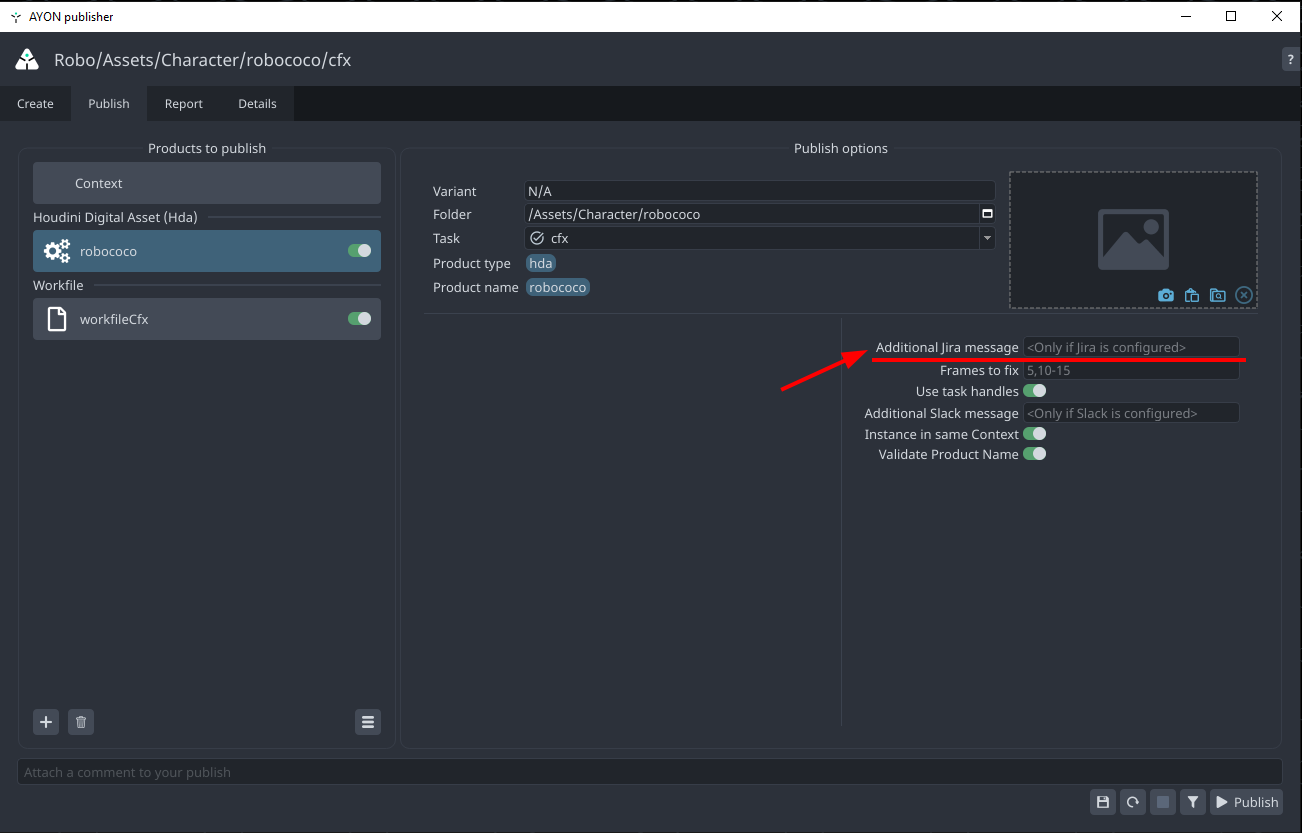 AYON publisher
Robo/Assets/Character/robococo/cfx
?
Create Publish Report Details
Products to publish
Context
Houdini Digital Asset (Hda)
robococo
Workfile
workfileCfx
Publish options
Variant N/A
Folder /Assets/Character/robococo
Task cfx
Product type hda
Product name robococo
Additional Jira message <Only if Jira is configured>
Frames to fix 5,10-15
Use task handles
Additional Slack message <Only if Slack is configured>
Instance in same Context
Validate Product Name
Attach a comment to your publish
Publish